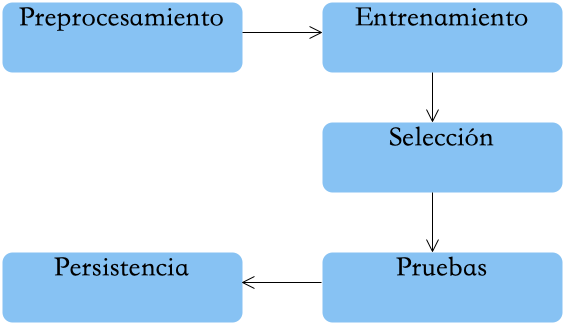 Preprocesamiento
Entrenamiento
Selección
Pruebas
Persistencia